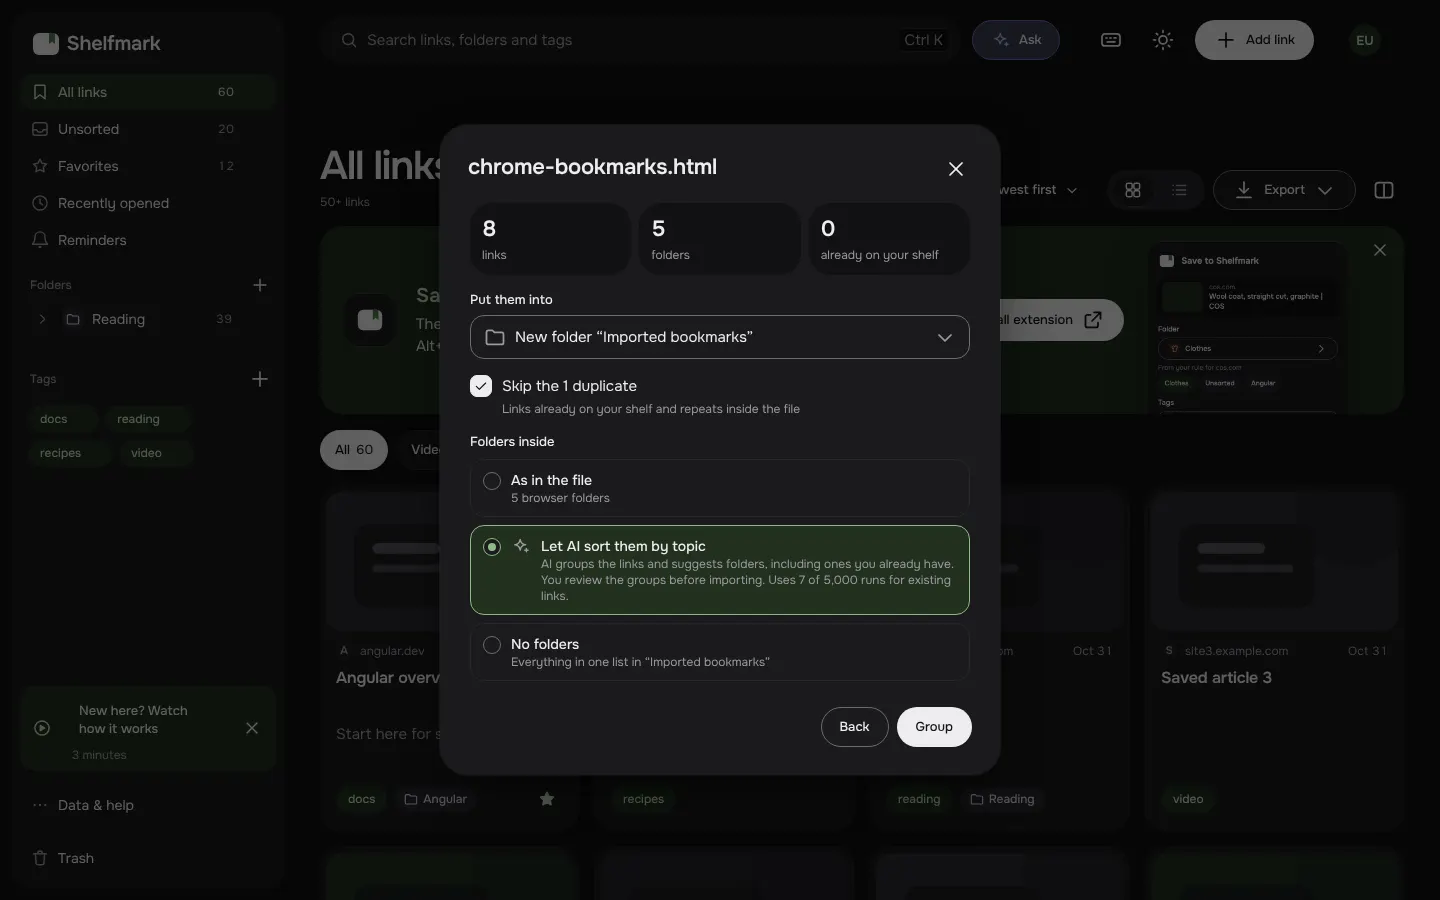 Shelfmark
Search links, folders and tags
Ctrl K
Ask
Add link
EU
All links
60
Unsorted
20
Favorites
12
Recently opened
Reminders
Folders
Reading
39
Tags
docs
reading
recipes
video
New here? Watch
how it works
3 minutes
Data & help
Trash
All links
50+ links
west first
Export
Sa
The
Alt+
all extension
Save to Shelfmark
cos.com
Wool coat, straight cut, graphite |
COS
Folder
Clothes
From your rule for cos.com
Clothes
Unsorted
Angular
Tags
All 60
Vide
chrome-bookmarks.html
8
links
5
folders
0
already on your shelf
Put them into
New folder “Imported bookmarks”
Skip the 1 duplicate
Links already on your shelf and repeats inside the file
Folders inside
As in the file
5 browser folders
Let AI sort them by topic
AI groups the links and suggests folders, including ones you already have.
You review the groups before importing. Uses 7 of 5,000 runs for existing
links.
No folders
Everything in one list in “Imported bookmarks”
Back
Group
A
angular.dev
Angular overv
Start here for s
docs
Angular
recipes
om
Oct 31
reading
Reading
S
site3.example.com
Oct 31
Saved article 3
video